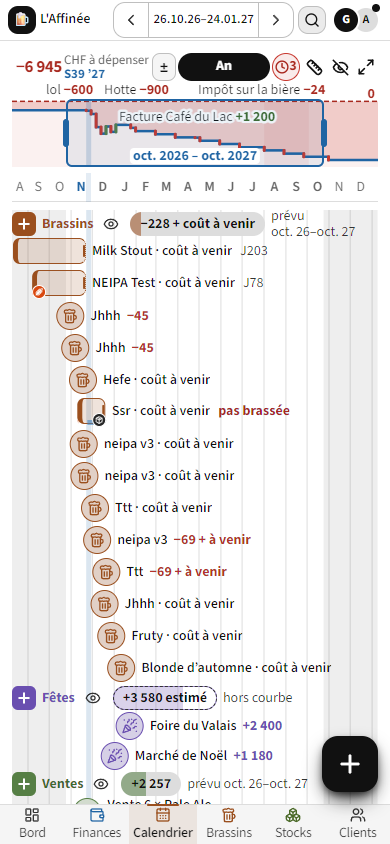 L'Affinée
26.10.26–24.01.27
G
A
−6 945
CHF à dépenser
S39 ’27
±
An
3
lol −600 Hotte −900 Impôt sur la bière −24
0
Facture Café du Lac +1 200
oct. 2026 – oct. 2027
A S O N D J F M A M J J A S O N D
Brassins
−228 + coût à venir
prévu
oct. 26–oct. 27
Milk Stout · coût à venir J203
NEIPA Test · coût à venir J78
Jhhh −45
Jhhh −45
Hefe · coût à venir
Ssr · coût à venir pas brassée
neipa v3 · coût à venir
neipa v3 · coût à venir
Ttt · coût à venir
neipa v3 −69 + à venir
Ttt −69 + à venir
Jhhh · coût à venir
Fruty · coût à venir
Blonde d'automne · coût à venir
Fêtes
+3 580 estimé
hors courbe
Foire du Valais +2 400
Marché de Noël +1 180
Ventes
+2 257
prévu oct. 26–oct. 27
Bord
Finances
Calendrier
Brassins
Stocks
Clients